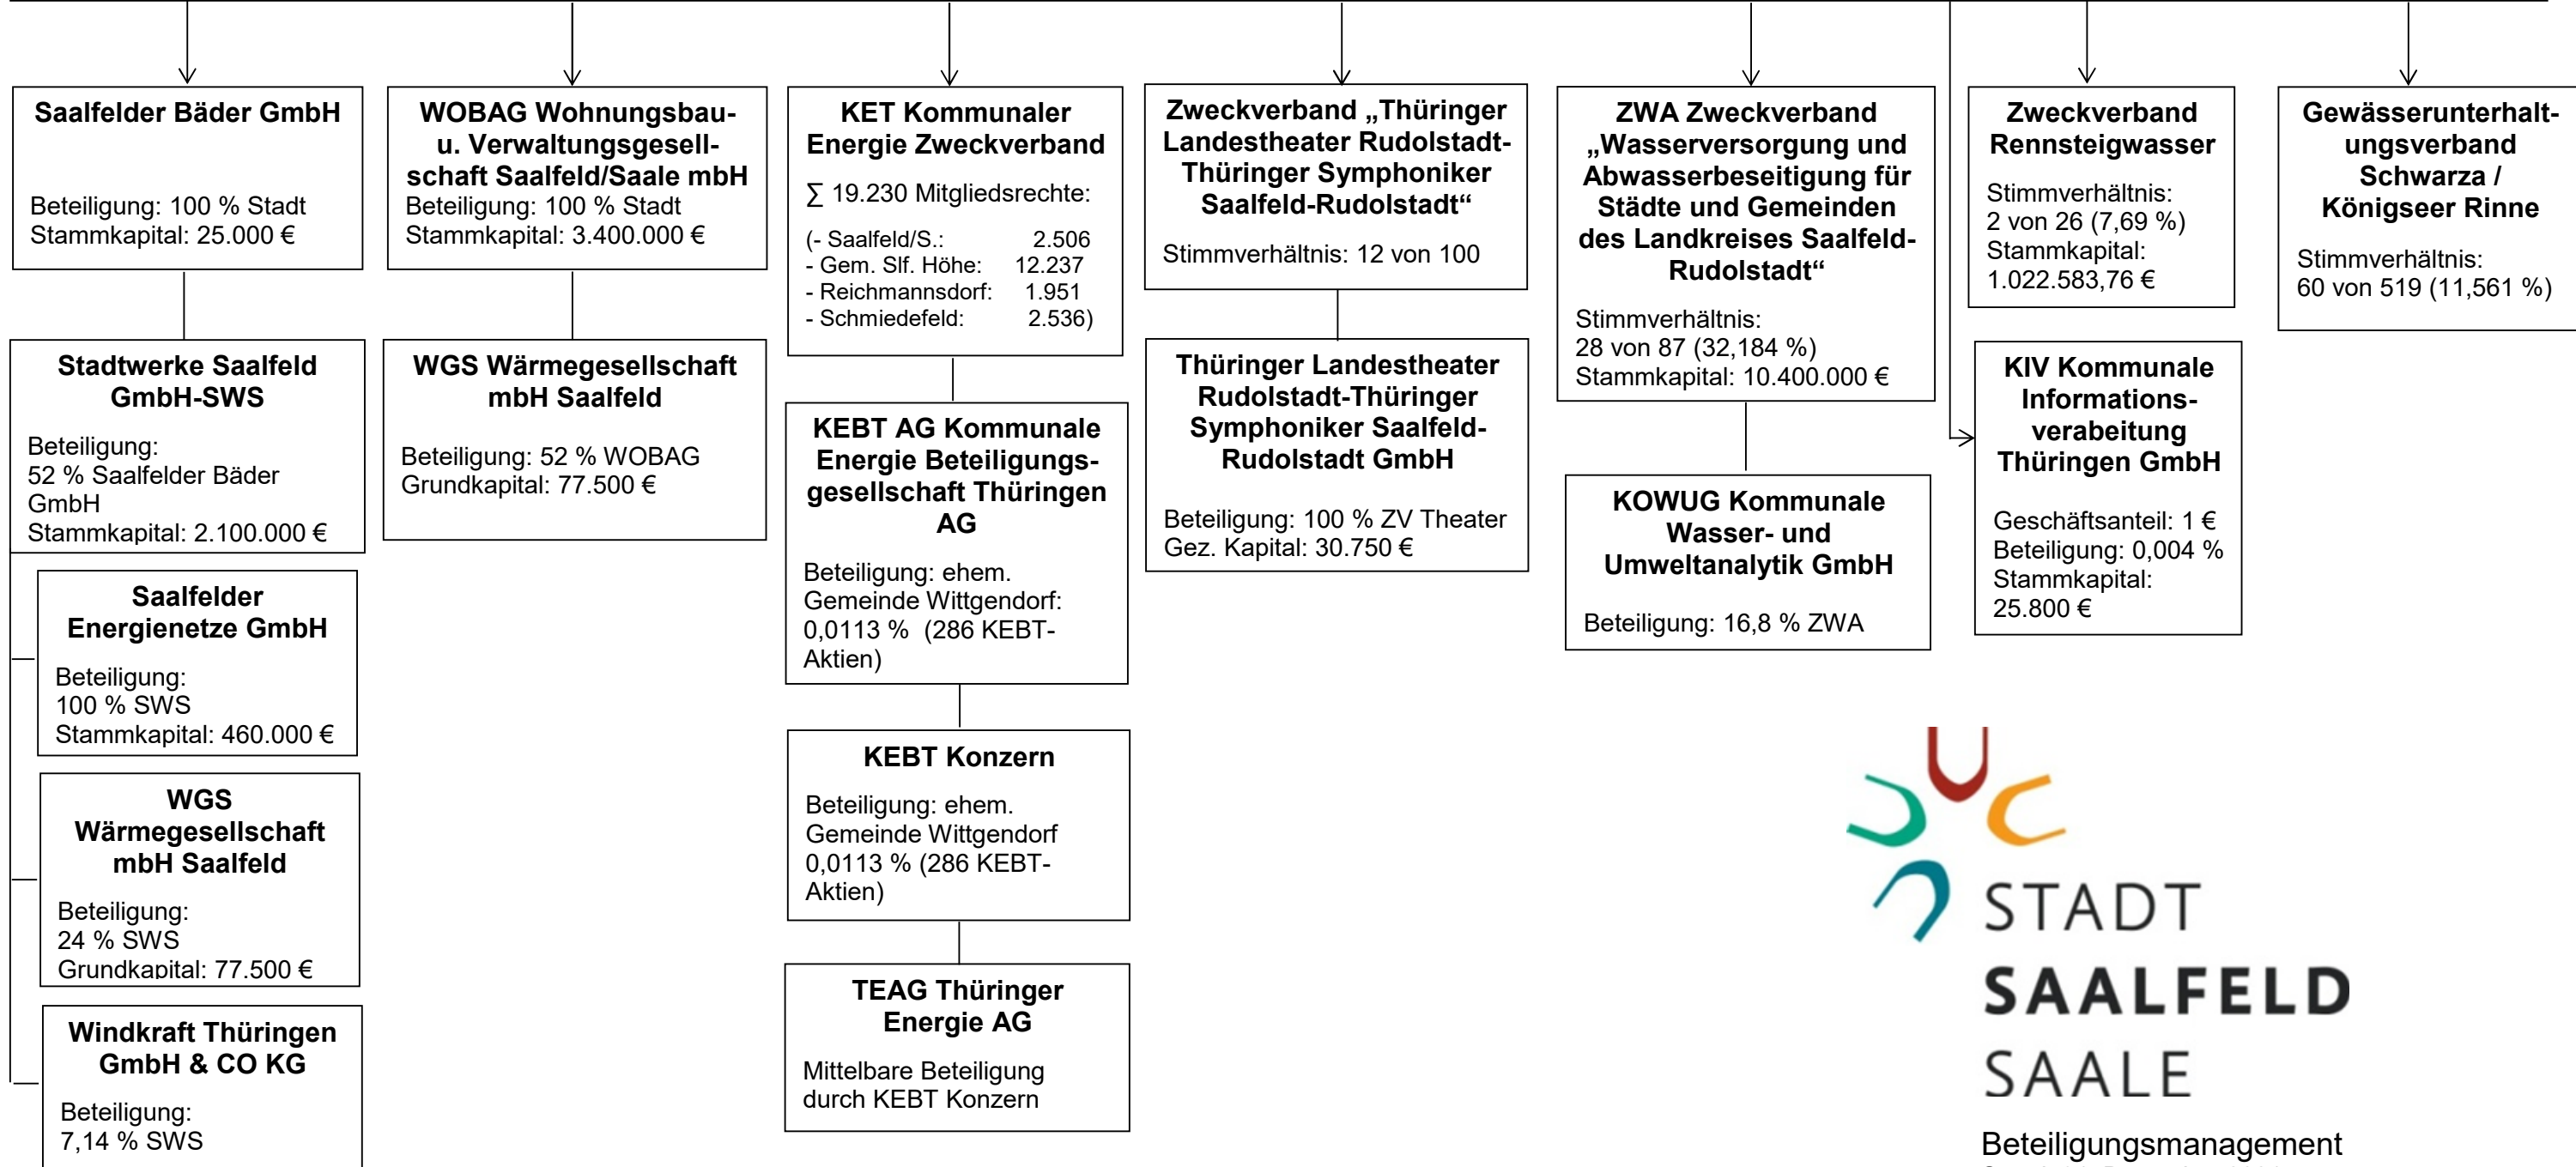 Saalfelder Bäder GmbH
Beteiligung: 100 % Stadt
Stammkapital: 25.000 €
Stadtwerke Saalfeld
GmbH-SWS
Beteiligung:
52 % Saalfelder Bäder
GmbH
Stammkapital: 2.100.000 €
Saalfelder
Energienetze GmbH
Beteiligung:
100 % SWS
Stammkapital: 460.000 €
WGS
Wärmegesellschaft
mbH Saalfeld
Beteiligung:
24 % SWS
Grundkapital: 77.500 €
Windkraft Thüringen
GmbH & CO KG
Beteiligung:
7,14 % SWS
WOBAG Wohnungsbau-
u. Verwaltungsgesell-
schaft Saalfeld/Saale mbH
Beteiligung: 100 % Stadt
Stammkapital: 3.400.000 €
WGS Wärmegesellschaft
mbH Saalfeld
Beteiligung: 52 % WOBAG
Grundkapital: 77.500 €
KET Kommunaler
Energie Zweckverband
∑ 19.230 Mitgliedsrechte:
(- Saalfeld/S.: 2.506
- Gem. Slf. Höhe: 12.237
- Reichmannsdorf: 1.951
- Schmiedefeld: 2.536)
KEBT AG Kommunale
Energie Beteiligungs-
gesellschaft Thüringen
AG
Beteiligung: ehem.
Gemeinde Wittgendorf:
0,0113 % (286 KEBT-
Aktien)
KEBT Konzern
Beteiligung: ehem.
Gemeinde Wittgendorf
0,0113 % (286 KEBT-
Aktien)
TEAG Thüringer
Energie AG
Mittelbare Beteiligung
durch KEBT Konzern
Zweckverband „Thüringer
Landestheater Rudolstadt-
Thüringer Symphoniker
Saalfeld-Rudolstadt“
Stimmverhältnis: 12 von 100
Thüringer Landestheater
Rudolstadt-Thüringer
Symphoniker Saalfeld-
Rudolstadt GmbH
Beteiligung: 100 % ZV Theater
Gez. Kapital: 30.750 €
ZWA Zweckverband
„Wasserversorgung und
Abwasserbeseitigung für
Städte und Gemeinden
des Landkreises Saalfeld-
Rudolstadt“
Stimmverhältnis:
28 von 87 (32,184 %)
Stammkapital: 10.400.000 €
KOWUG Kommunale
Wasser- und
Umweltanalytik GmbH
Beteiligung: 16,8 % ZWA
Zweckverband
Rennsteigwasser
Stimmverhältnis:
2 von 26 (7,69 %)
Stammkapital:
1.022.583,76 €
KIV Kommunale
Informations-
verabeitung
Thüringen GmbH
Geschäftsanteil: 1 €
Beteiligung: 0,004 %
Stammkapital:
25.800 €
Gewässerunterhalt-
ungsverband
Schwarza /
Königseer Rinne
Stimmverhältnis:
60 von 519 (11,561 %)
STADT
SAALFELD
SAALE
Beteiligungsmanagement